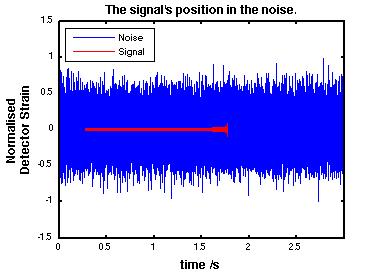 The signal's position in the noise.
1.5
Noise
Signal
1
0.5
0
-0.5
-1
-1.5
Normalised
Detector Strain
0 0.5 1 1.5 2 2.5
time /s